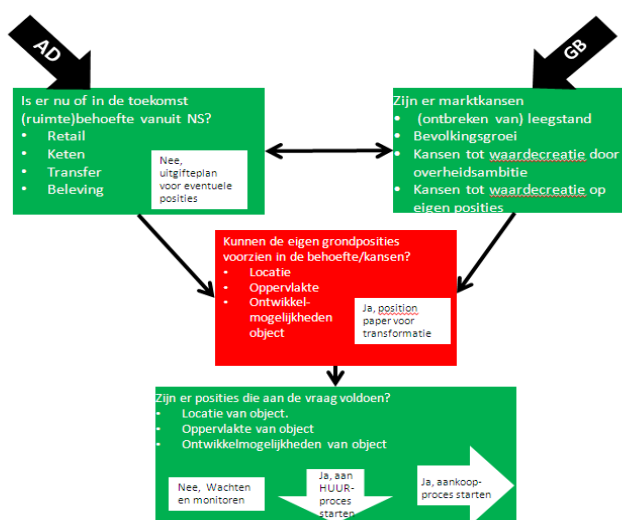 AD
GB
Is er nu of in de toekomst
(ruimte)behoefte vanuit NS?
• Retail
• Keten
• Transfer
• Beleving
Nee,
uitgifteplan
voor eventuele
posities
Zijn er marktkansen
• (ontbreken van) leegstand
• Bevolkingsgroei
• Kansen tot waardecreatie door
overheidsambitie
• Kansen tot waardecreatie op
eigen posities
Kunnen de eigen grondposities
voorzien in de behoefte/kansen?
• Locatie
• Oppervlakte
• Ontwikkel-
mogelijkheden
object
Ja, position
paper voor
transformatie
Zijn er posities die aan de vraag voldoen?
• Locatie van object.
• Oppervlakte van object
• Ontwikkelmogelijkheden van object
Nee, Wachten
en monitoren
Ja, aan
HUUR-
proces
starten
Ja, aankoop-
proces starten